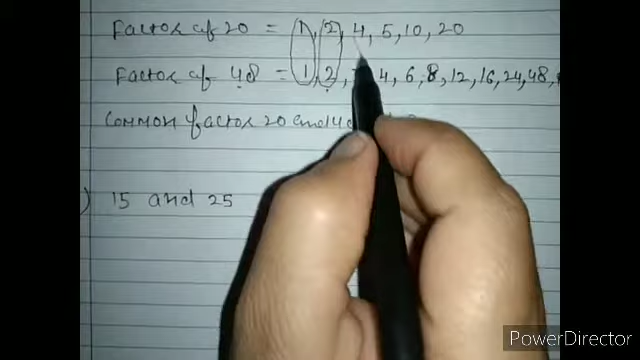 Factor of 20 = 1, 2, 4, 5, 10, 20
Factor of 48 = 1, 2, 4, 6, 8, 12, 16, 24, 48,
Common factor 20 and
) 15 and 25
PowerDirector